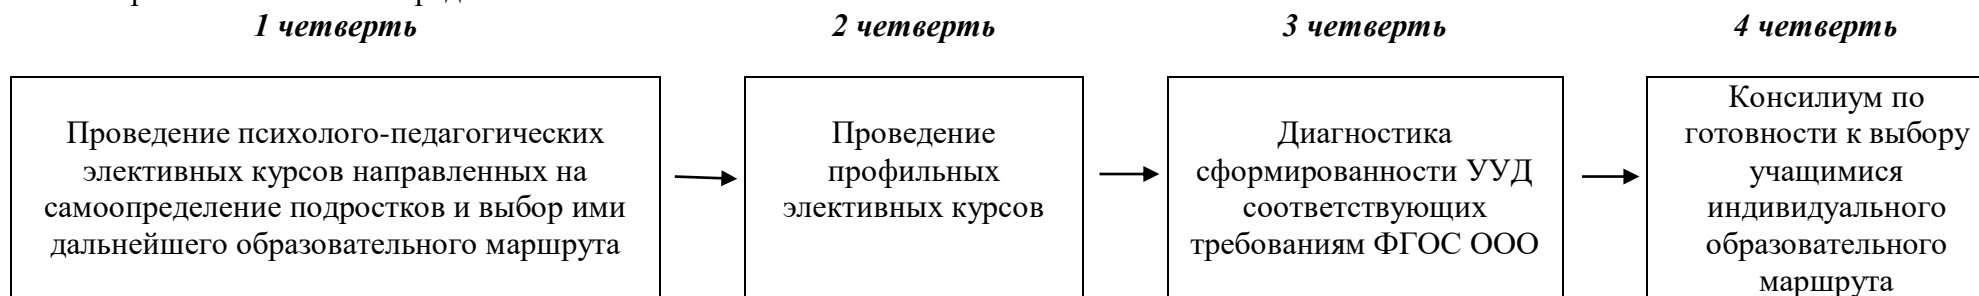 1 четверть
2 четверть
3 четверть
4 четверть
Проведение психолого-педагогических
элективных курсов направленных на
самоопределение подростков и выбор ими
дальнейшего образовательного маршрута
Проведение
профильных
элективных курсов
Диагностика
сформированности УУД
соответствующих
требованиям ФГОС ООО
Консилиум по
готовности к выбору
учащимися
индивидуального
образовательного
маршрута